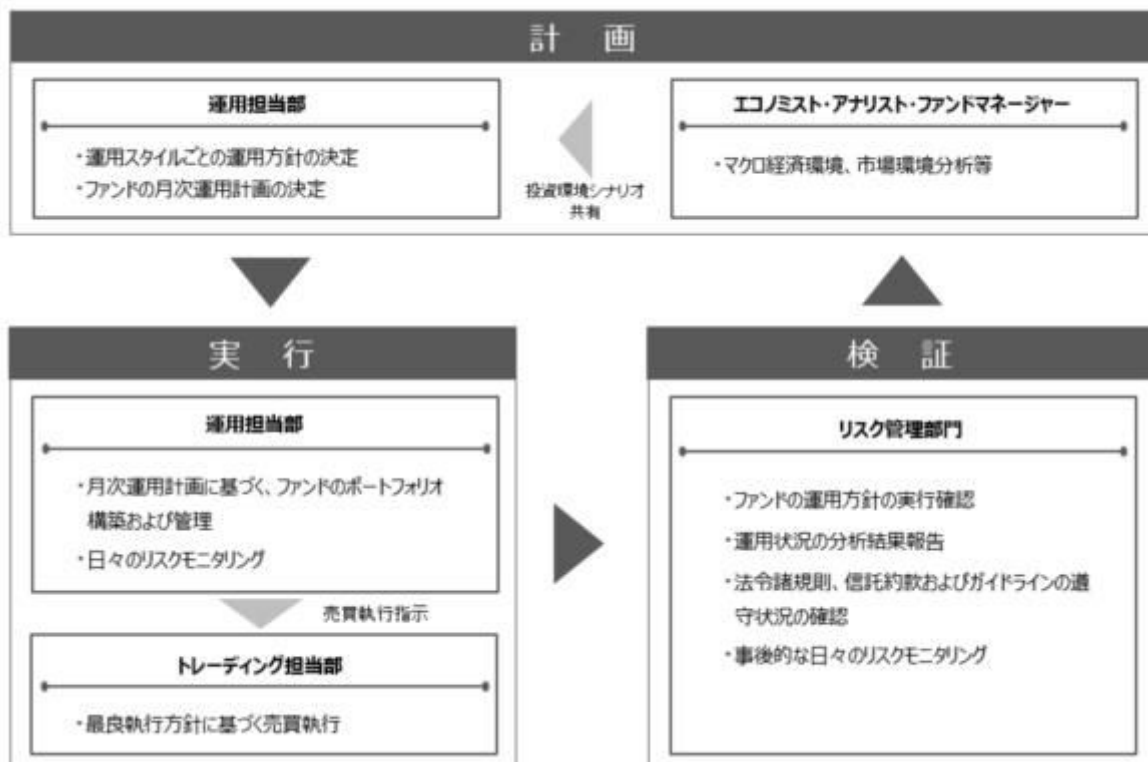 計 画
運用担当部
・運用スタイルごとの運用方針の決定
・ファンドの月次運用計画の決定
投資環境シナリオ
共有
エコノミスト・アナリスト・ファンドマネージャー
・マクロ経済環境、市場環境分析等
実 行
運用担当部
・月次運用計画に基づく、ファンドのポートフォリオ
構築および管理
・日々のリスクモニタリング
売買執行指示
トレーディング担当部
・最良執行方針に基づく売買執行
検 証
リスク管理部門
・ファンドの運用方針の実行確認
・運用状況の分析結果報告
・法令諸規則、信託約款およびガイドラインの遵
守状況の確認
・事後的な日々のリスクモニタリング